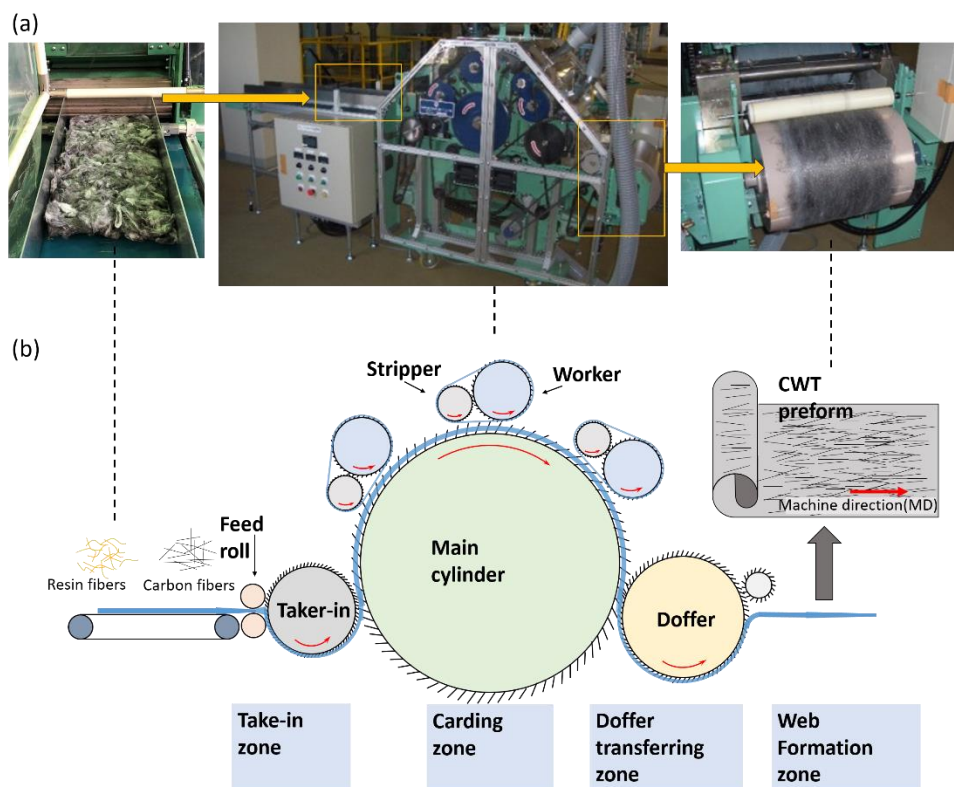 (a)
(b)
Stripper
Worker
CWT
preform
Machine direction(MD)
Feed
roll
Resin fibers
Carbon fibers
Main
cylinder
Taker-in
Doffer
Take-in
zone
Carding
zone
Doffer
transferring
zone
Web
Formation
zone